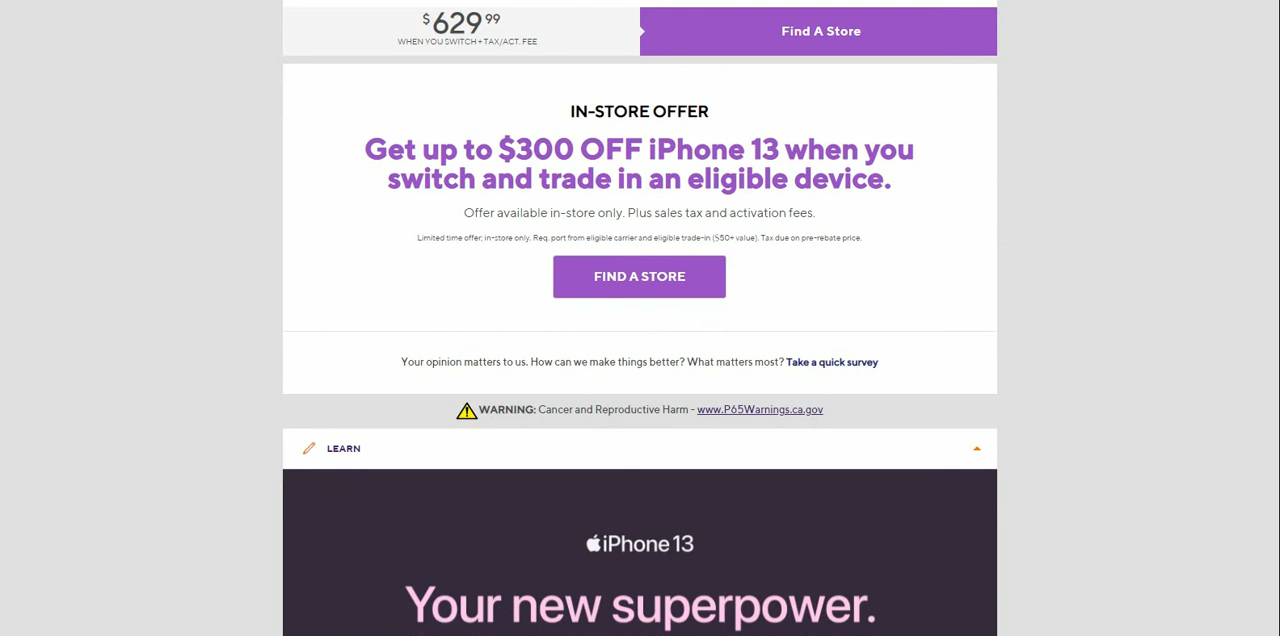 $629.99
Find A Store
WHEN YOU SWITCH + TAX/ACT. FEE
IN-STORE OFFER
Get up to $300 OFF iPhone 13 when you
switch and trade in an eligible device.
Offer available in-store only. Plus sales tax and activation fees.
Limited time offer; in-store only. Req. port from eligible carrier and eligible trade-in ($50+ value). Tax due on pre-rebate price.
FIND A STORE
Your opinion matters to us. How can we make things better? What matters most? Take a quick survey
WARNING: Cancer and Reproductive Harm - www.P65Warnings.ca.gov
LEARN
iPhone 13
Your new superpower.